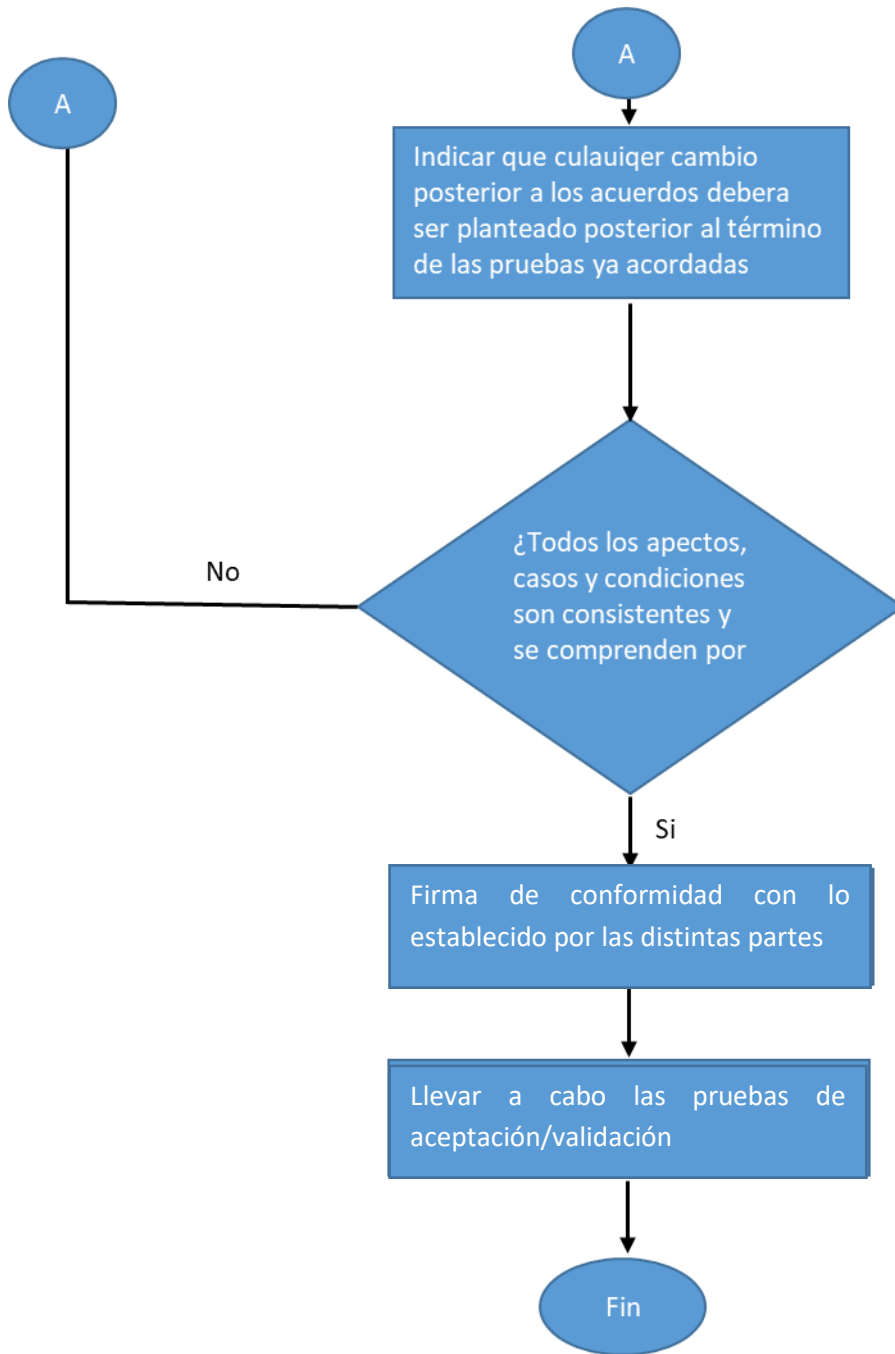 A
A
Indicar que culauiqer cambio
posterior a los acuerdos debera
ser planteado posterior al término
de las pruebas ya acordadas
¿Todos los apectos,
casos y condiciones
son consistentes y
se comprenden por
No
Si
Firma de conformidad con lo
establecido por las distintas partes
Llevar a cabo las pruebas de
aceptación/validación
Fin